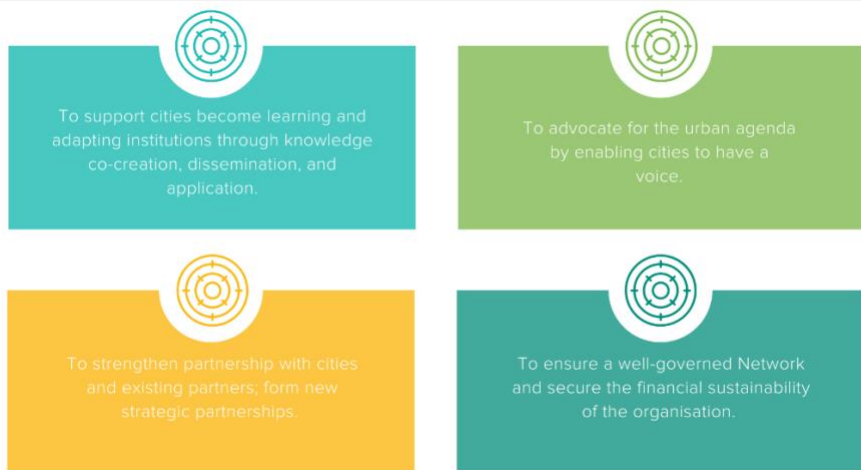 To support cities become learning and
adapting institutions through knowledge
co-creation, dissemination, and
application.
To advocate for the urban agenda
by enabling cities to have a
voice.
To strengthen partnership with cities
and existing partners; form new
strategic partnerships.
To ensure a well-governed Network
and secure the financial sustainability
of the organisation.